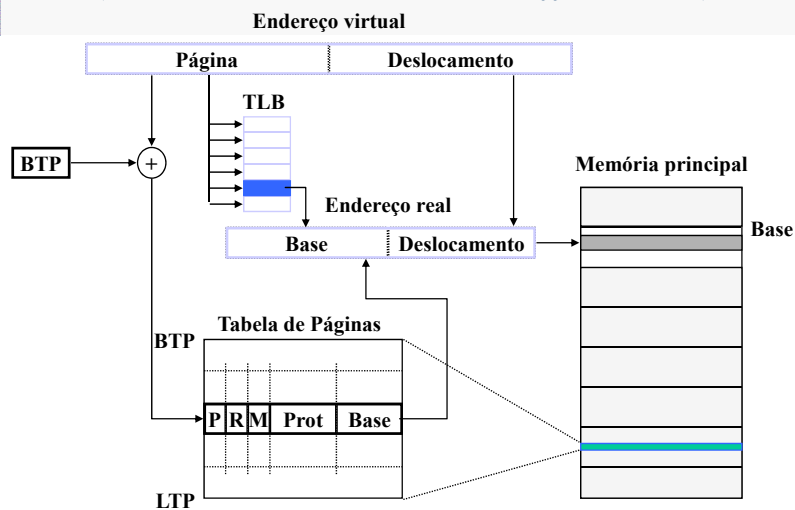 Endereço virtual
Página Deslocamento
TLB
BTP
+
Memória principal
Endereço real
Base
Base Deslocamento
Tabela de Páginas
BTP
P R M Prot Base
LTP